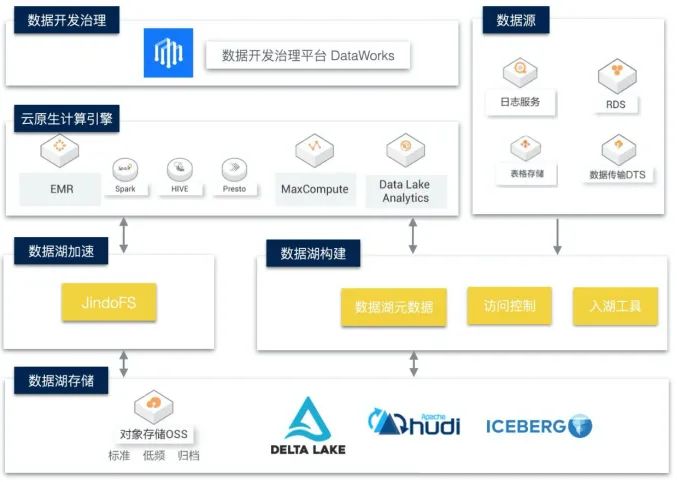 数据开发治理
数据开发治理平台 DataWorks
数据源
日志服务
RDS
表格存储
数据传输DTS
云原生计算引擎
EMR
Spark
Spark
HIVE
Presto
MaxCompute
Data Lake
Analytics
数据湖加速
JindoFS
数据湖构建
数据湖元数据
访问控制
入湖工具
数据湖存储
对象存储OSS
标准 低频 归档
DELTA LAKE
Apache
hudi
ICEBERG